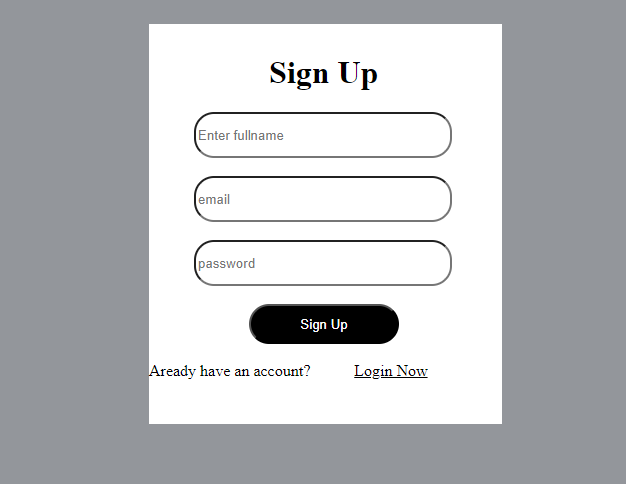 Sign Up
Enter fullname
email
password
Sign Up
Aready have an account? Login Now